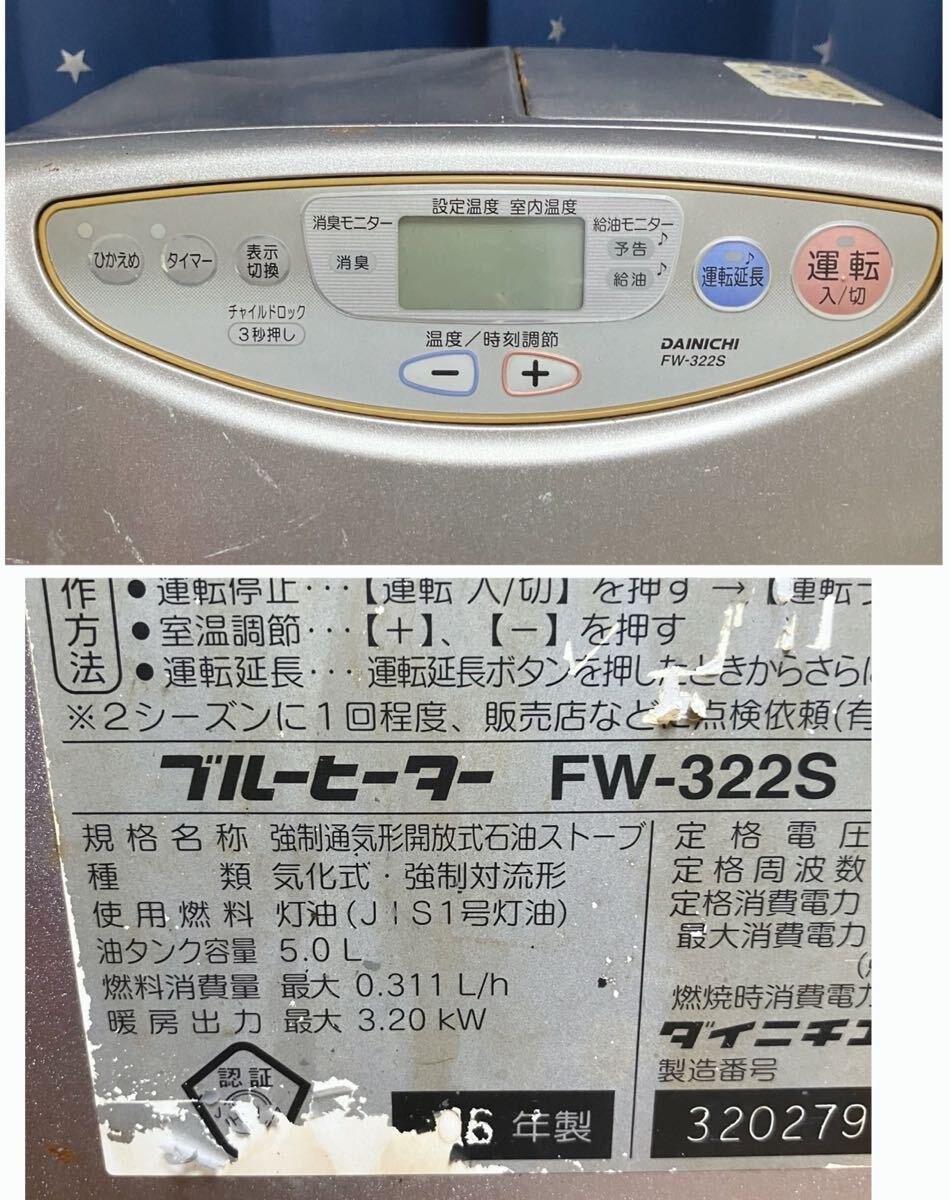 設定温度 室内温度
消臭モニター
消臭
給油モニター
予告♪
給油♪
ひかえめ
タイマー
表示
切換
チャイルドロック
3秒押し
運転延長♪
運転
入/切
温度/時刻調節
−
+
DAINICHI
FW-322S
作方法
●運転停止・・・【運転 入/切】を押す →【運転
●室温調節・・・【+】、【−】を押す
●運転延長・・・運転延長ボタンを押したときからさら
※2シーズンに1回程度、販売店など 点検依頼(有
ブルーヒーター FW-322S
規格名称 強制通気形開放式石油ストーブ
種類 気化式・強制対流形
使用燃料 灯油(JIS1号灯油)
油タンク容量 5.0 L
燃料消費量 最大 0.311 L/h
暖房出力 最大 3.20 kW
認証
6年製
定格電圧
定格周波数
定格消費電力
最大消費電力
燃焼時消費電力
ダイニチ
製造番号
320279